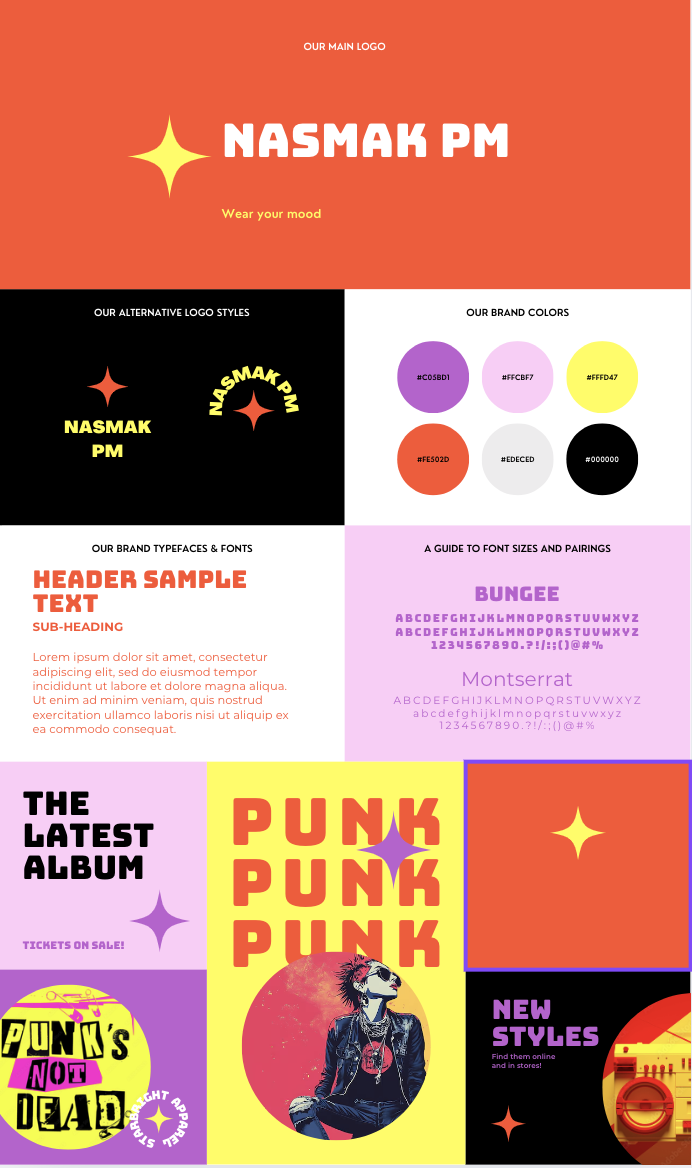 OUR MAIN LOGO
NASMAK PM
Wear your mood
OUR ALTERNATIVE LOGO STYLES
NASMAK
PM
NASMAK PM
OUR BRAND COLORS
#C05BD1
#FFCBF7
#FFFD47
#FE502D
#EDECED
#000000
OUR BRAND TYPEFACES & FONTS
HEADER SAMPLE
TEXT
SUB-HEADING
Lorem ipsum dolor sit amet, consectetur
adipiscing elit, sed do eiusmod tempor
incididunt ut labore et dolore magna aliqua.
Ut enim ad minim veniam, quis nostrud
exercitation ullamco laboris nisi ut aliquip ex
ea commodo consequat.
A GUIDE TO FONT SIZES AND PAIRINGS
BUNGEE
ABCDEFGHIJKLMNOPQRSTUVWXYZ
ABCDEFGHIJKLMNOPQRSTUVWXYZ
1234567890.?!/:;()@#%
Montserrat
ABCDEFGHIJKLMNOPQRSTUVWXYZ
abcdefghijklmnopqrstuvwxyz
1234567890.?!/:;()@#%
THE
LATEST
ALBUM
TICKETS ON SALE!
PUNK
PUNK
PUNK
PUNK'S
NOT
DEAD
STARBRIGHT APPAREL
NEW
STYLES
Find them online
and in stores!